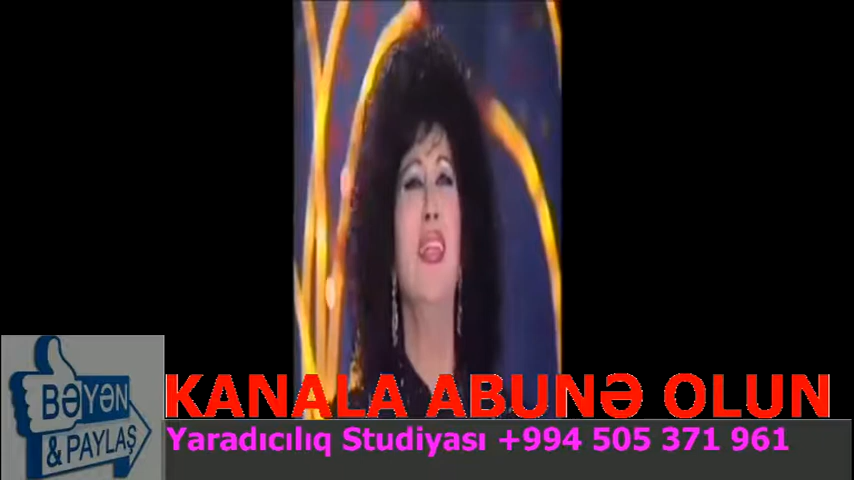 BƏYƏN
& PAYLAŞ
KANALA ABUNƏ OLUN
Yaradıcılıq Studiyası +994 505 371 961